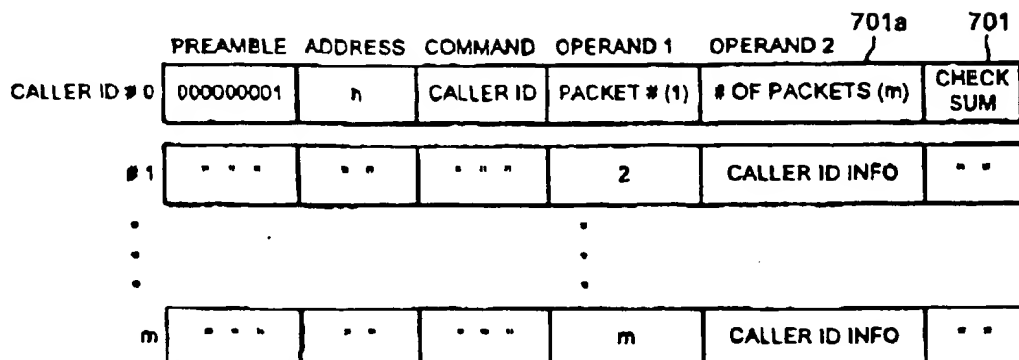 701a 701
PREAMBLE ADDRESS COMMAND OPERAND 1 OPERAND 2
CALLER ID # 0 000000001 n CALLER ID PACKET # (1) # OF PACKETS (m) CHECK SUM
# 1 " " " " " " " " 2 CALLER ID INFO " "
m " " " " " " " " m CALLER ID INFO " "